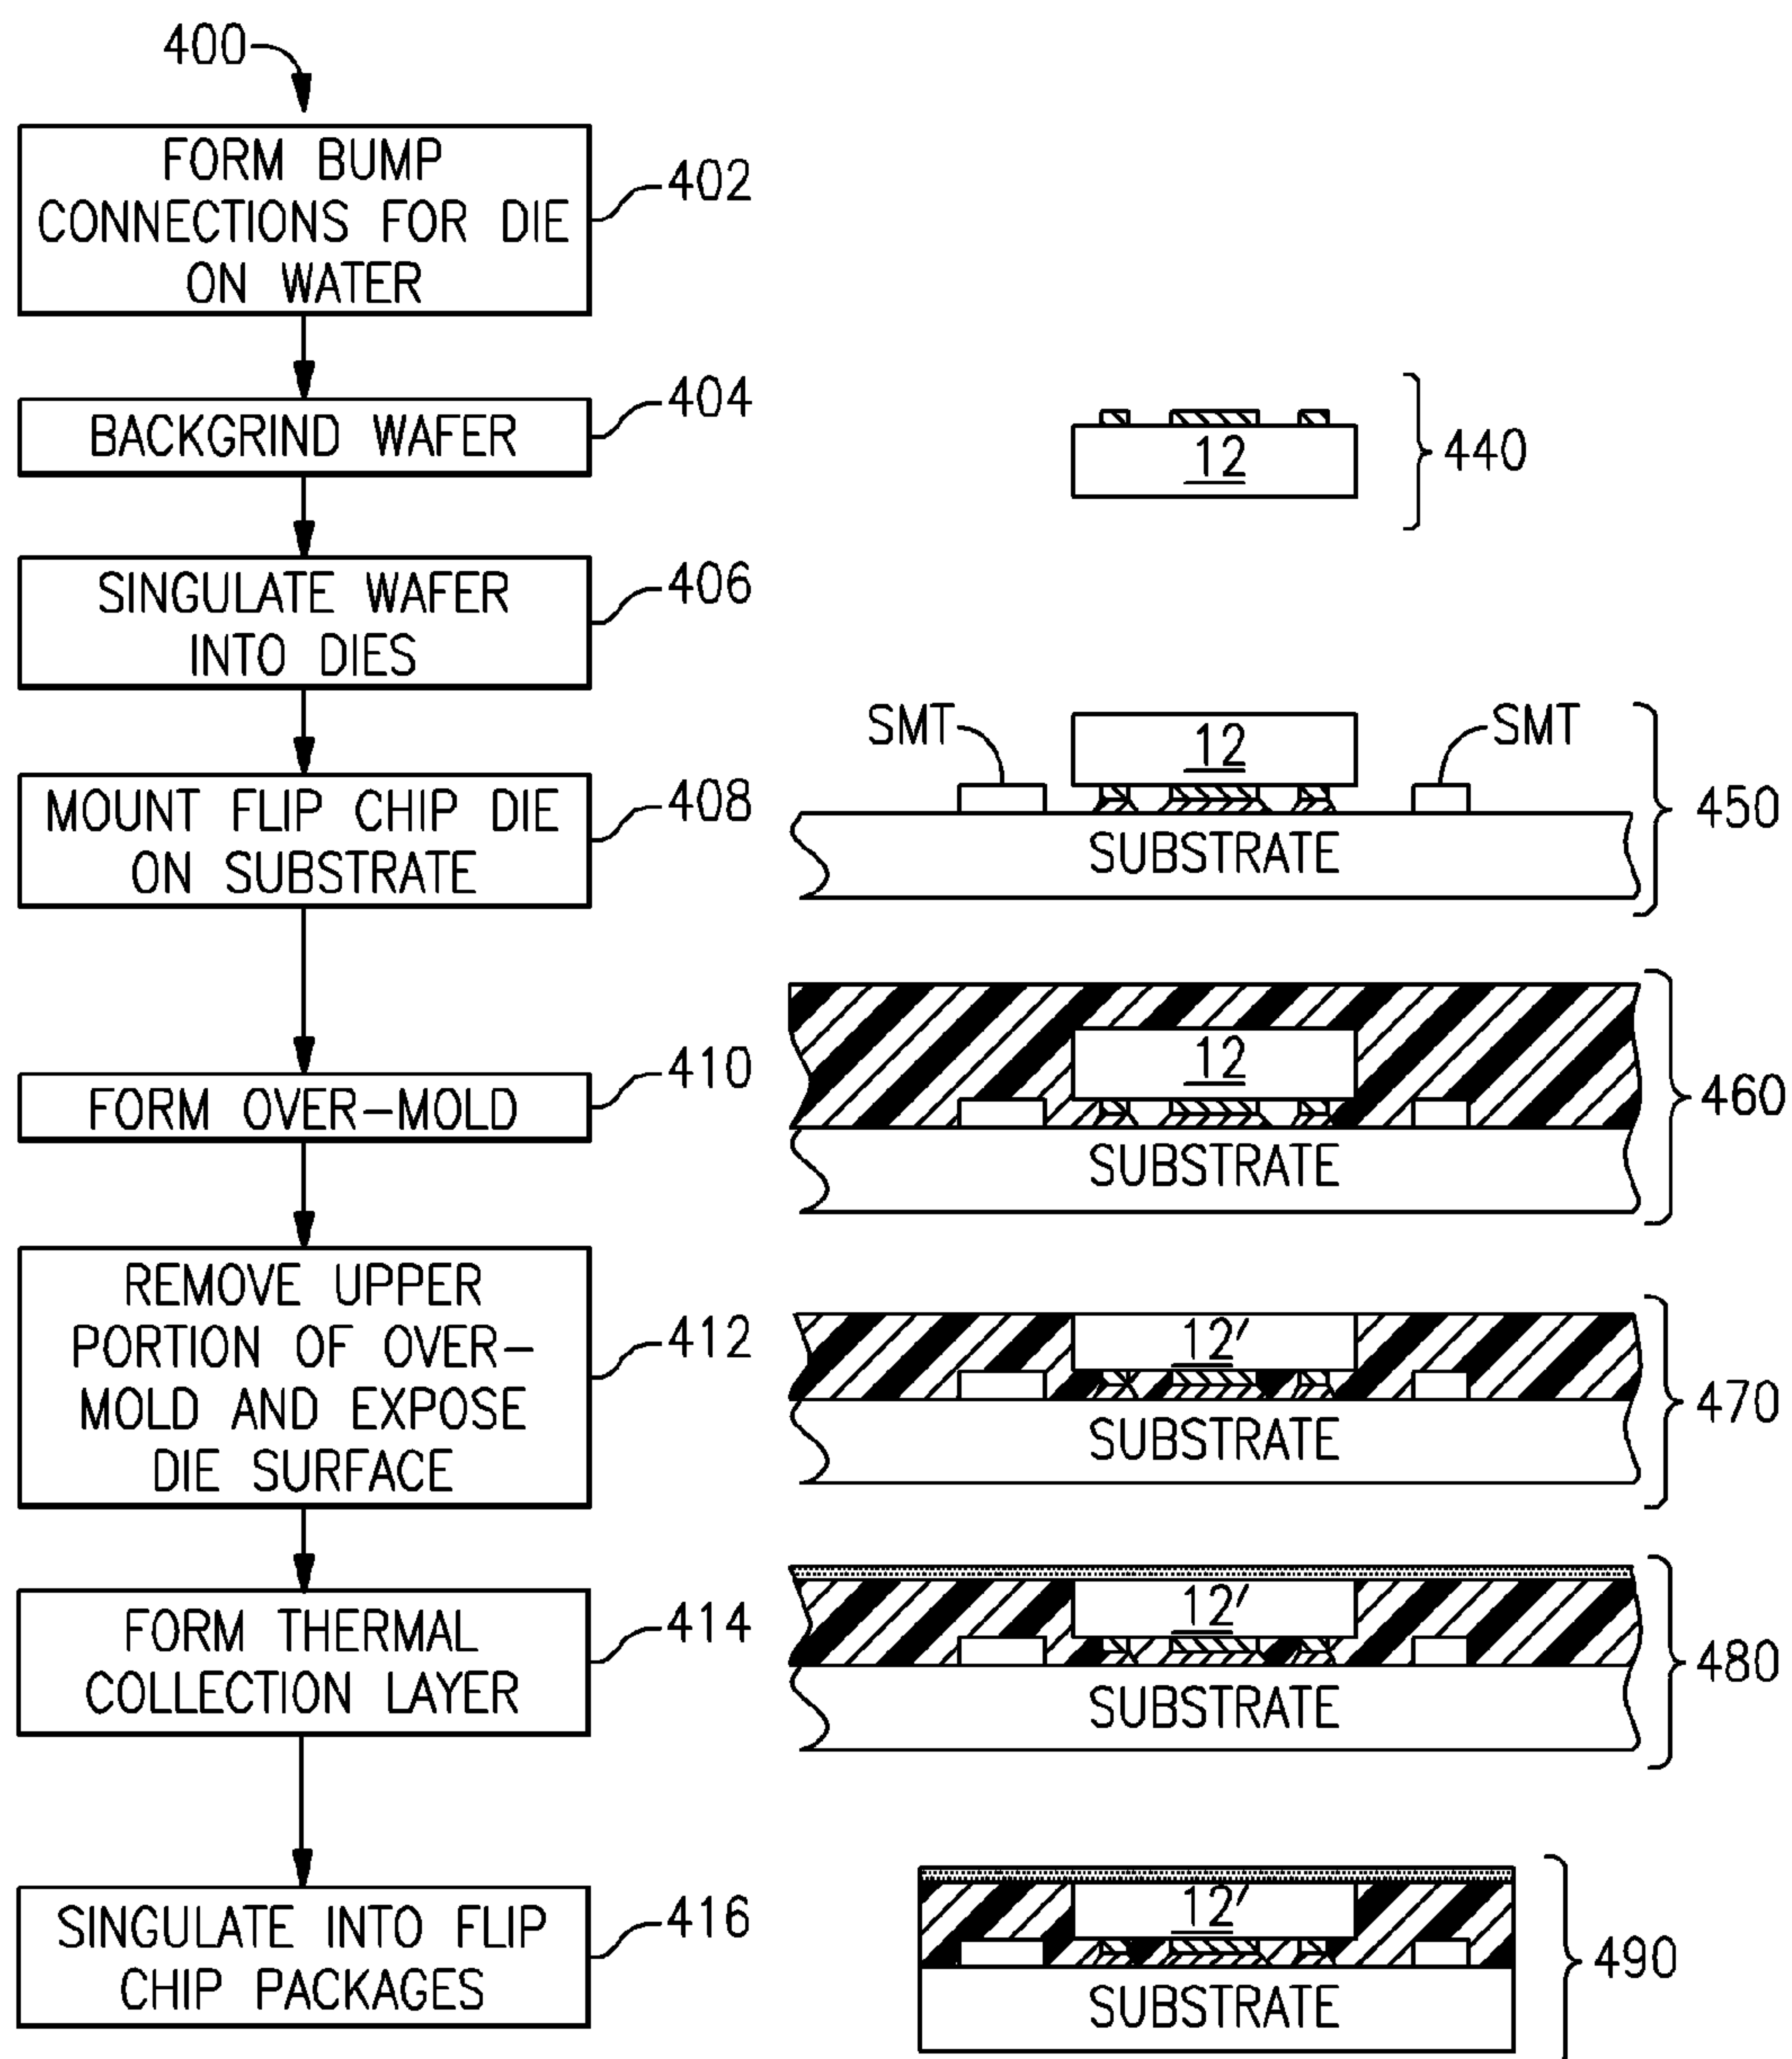 400
FORM BUMP
CONNECTIONS FOR DIE
ON WATER
402
BACKGRIND WAFER
404
12
440
SINGULATE WAFER
INTO DIES
406
MOUNT FLIP CHIP DIE
ON SUBSTRATE
408
SMT
12
SMT
SUBSTRATE
450
FORM OVER-MOLD
410
12
SUBSTRATE
460
REMOVE UPPER
PORTION OF OVER-
MOLD AND EXPOSE
DIE SURFACE
412
12′
SUBSTRATE
470
FORM THERMAL
COLLECTION LAYER
414
12′
SUBSTRATE
480
SINGULATE INTO FLIP
CHIP PACKAGES
416
12′
SUBSTRATE
490